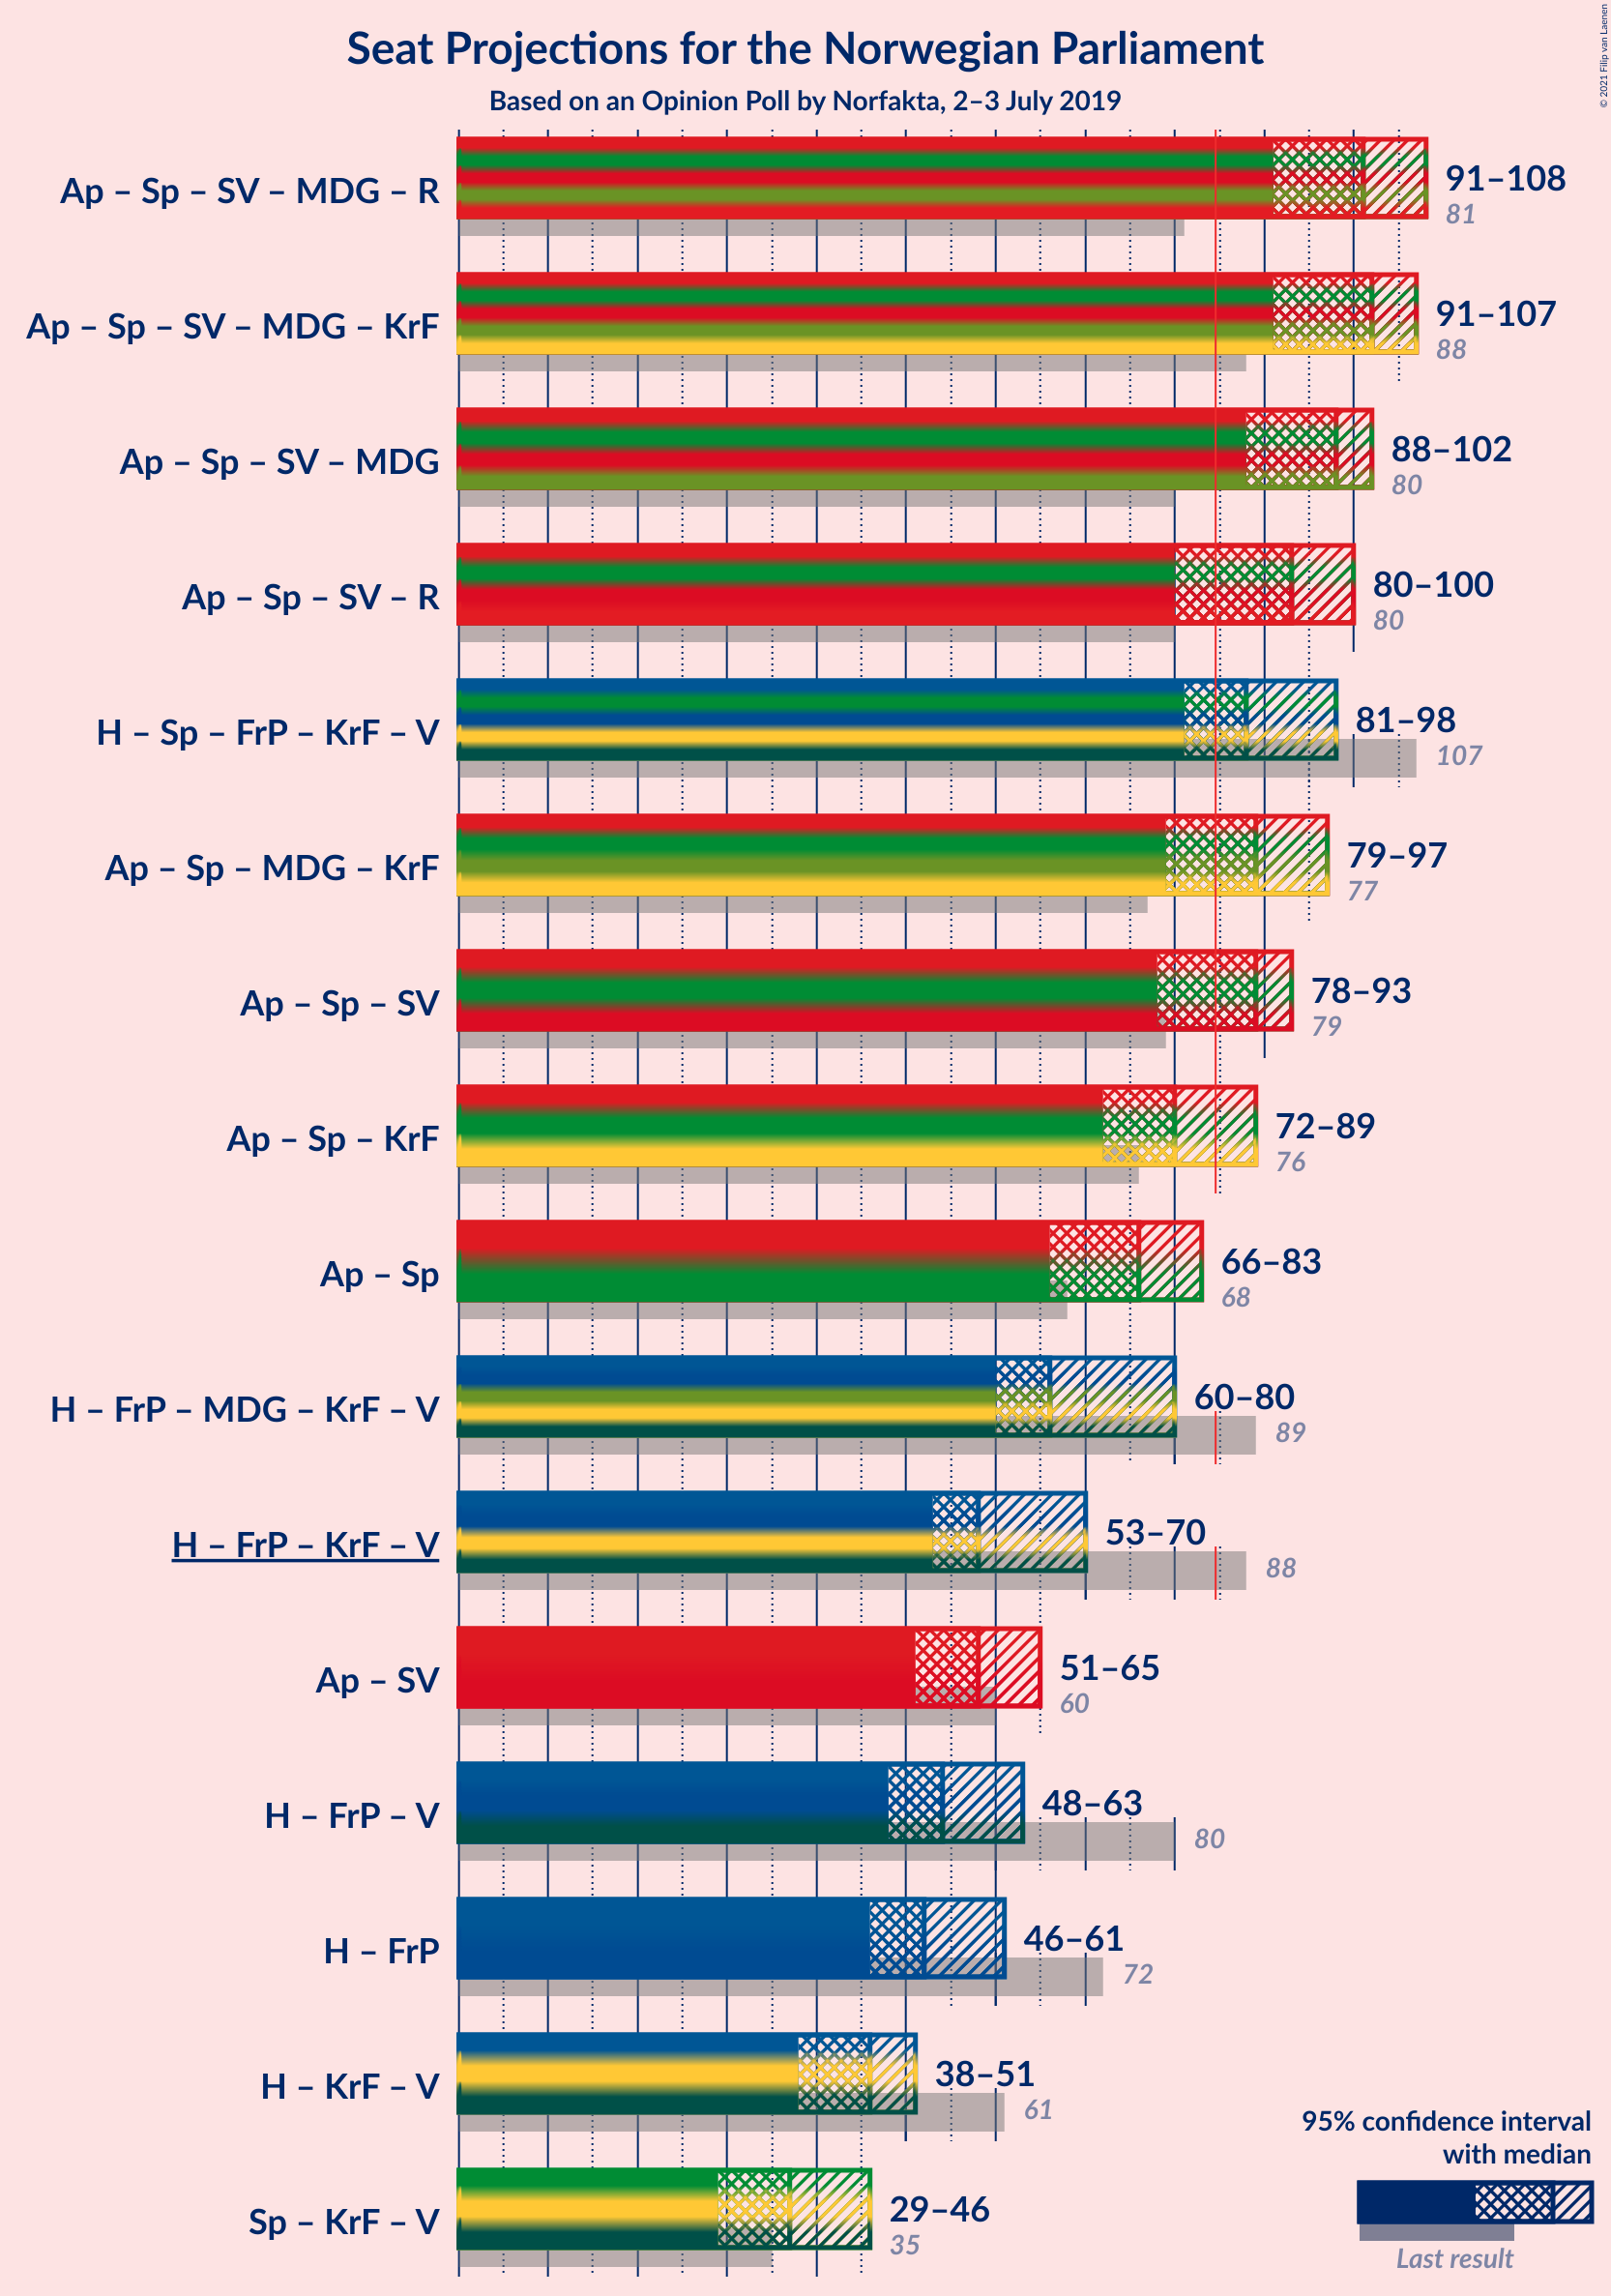 Seat Projections for the Norwegian Parliament
Based on an Opinion Poll by Norfakta, 2–3 July 2019
© 2021 Filip van Laenen
Ap – Sp – SV – MDG – R
91–108
81
Ap – Sp – SV – MDG – KrF
91–107
88
Ap – Sp – SV – MDG
88–102
80
Ap – Sp – SV – R
80–100
80
H – Sp – FrP – KrF – V
81–98
107
Ap – Sp – MDG – KrF
79–97
77
Ap – Sp – SV
78–93
79
Ap – Sp – KrF
72–89
76
Ap – Sp
66–83
68
H – FrP – MDG – KrF – V
60–80
89
H – FrP – KrF – V
53–70
88
Ap – SV
51–65
60
H – FrP – V
48–63
80
H – FrP
46–61
72
H – KrF – V
38–51
61
Sp – KrF – V
29–46
35
95% confidence interval
with median
Last result